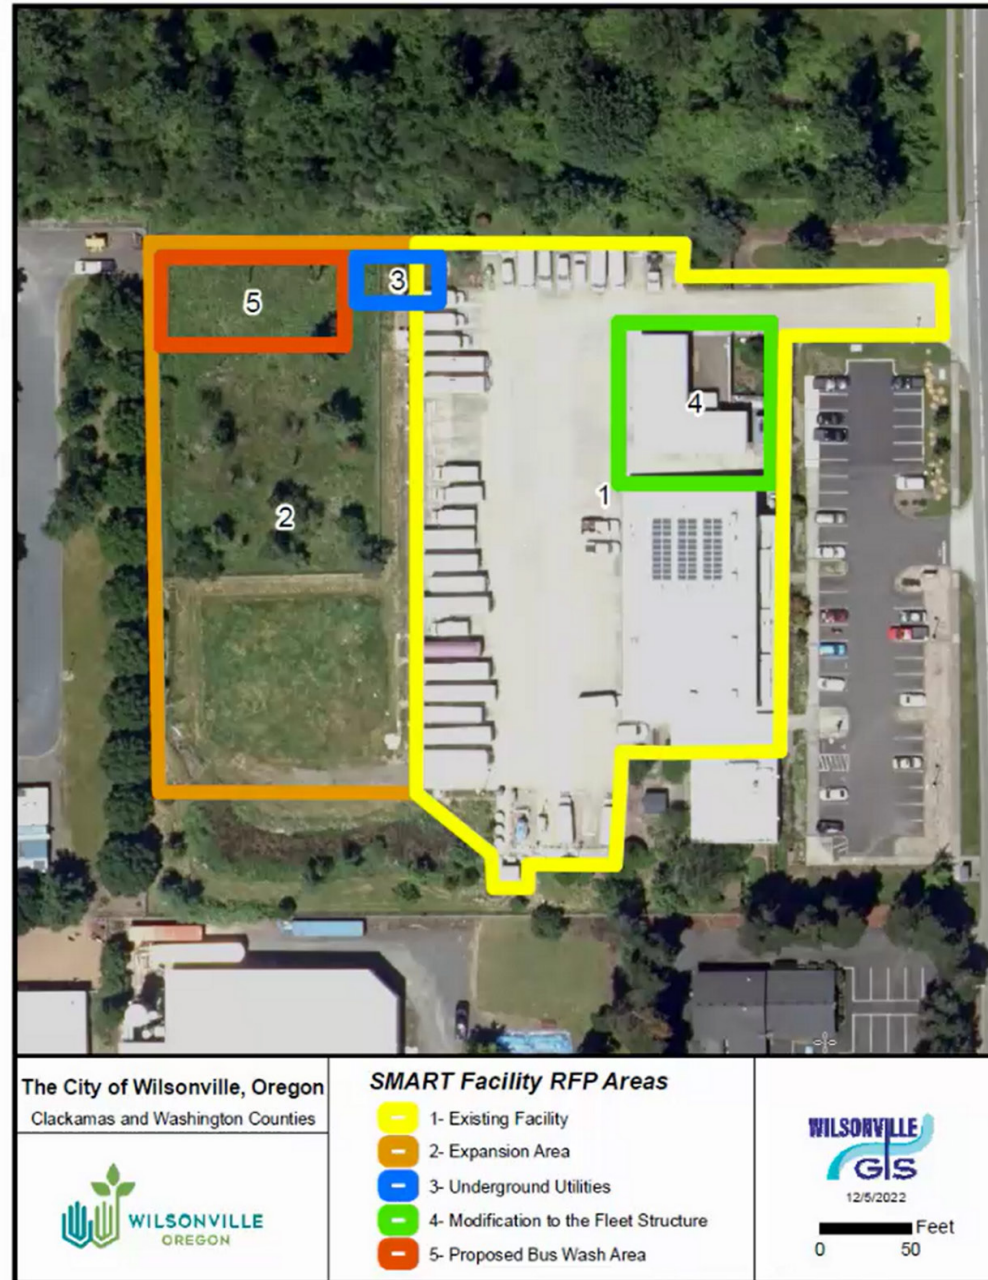 5
3
4
1
2
The City of Wilsonville, Oregon
Clackamas and Washington Counties
WILSONVILLE
OREGON
SMART Facility RFP Areas
1- Existing Facility
2- Expansion Area
3- Underground Utilities
4- Modification to the Fleet Structure
5- Proposed Bus Wash Area
WILSONVILLE
GIS
12/5/2022
Feet
0 50